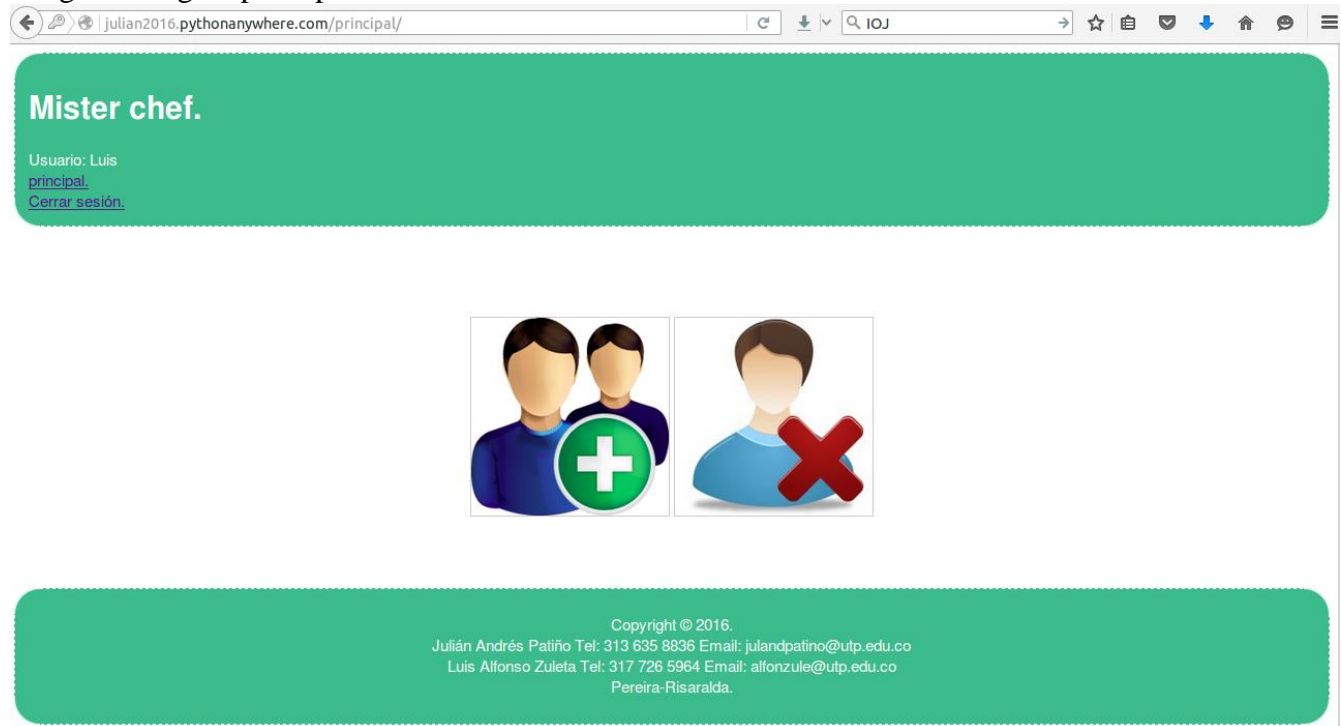 julian2016.pythonanywhere.com/principal/
IOJ
Mister chef.
Usuario: Luis
principal.
Cerrar sesión.
Copyright © 2016.
Julián Andrés Patiño Tel: 313 635 8836 Email: julandpatino@utp.edu.co
Luis Alfonso Zuleta Tel: 317 726 5964 Email: alfonzule@utp.edu.co
Pereira-Risaralda.